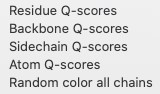 Residue Q-scores
Backbone Q-scores
Sidechain Q-scores
Atom Q-scores
Random color all chains